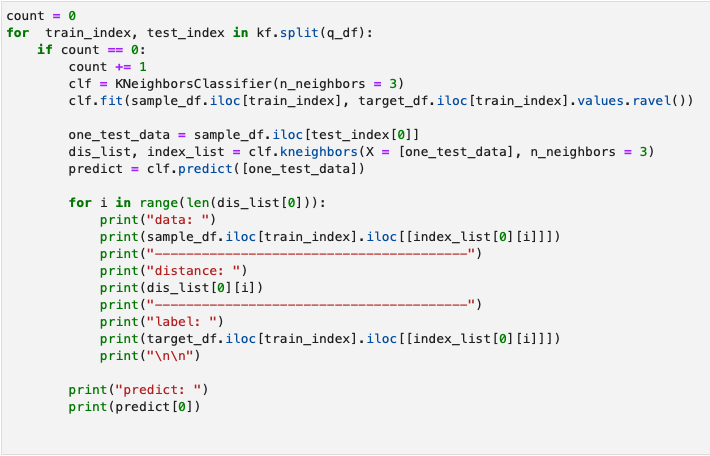 count = 0
for  train_index, test_index in kf.split(q_df):
    if count == 0:
        count += 1
        clf = KNeighborsClassifier(n_neighbors = 3)
        clf.fit(sample_df.iloc[train_index], target_df.iloc[train_index].values.ravel())

        one_test_data = sample_df.iloc[test_index[0]]
        dis_list, index_list = clf.kneighbors(X = [one_test_data], n_neighbors = 3)
        predict = clf.predict([one_test_data])

        for i in range(len(dis_list[0])):
            print("data: ")
            print(sample_df.iloc[train_index].iloc[[index_list[0][i]]])
            print("----------------------------------------")
            print("distance: ")
            print(dis_list[0][i])
            print("----------------------------------------")
            print("label: ")
            print(target_df.iloc[train_index].iloc[[index_list[0][i]]])
            print("\n\n")

        print("predict: ")
        print(predict[0])